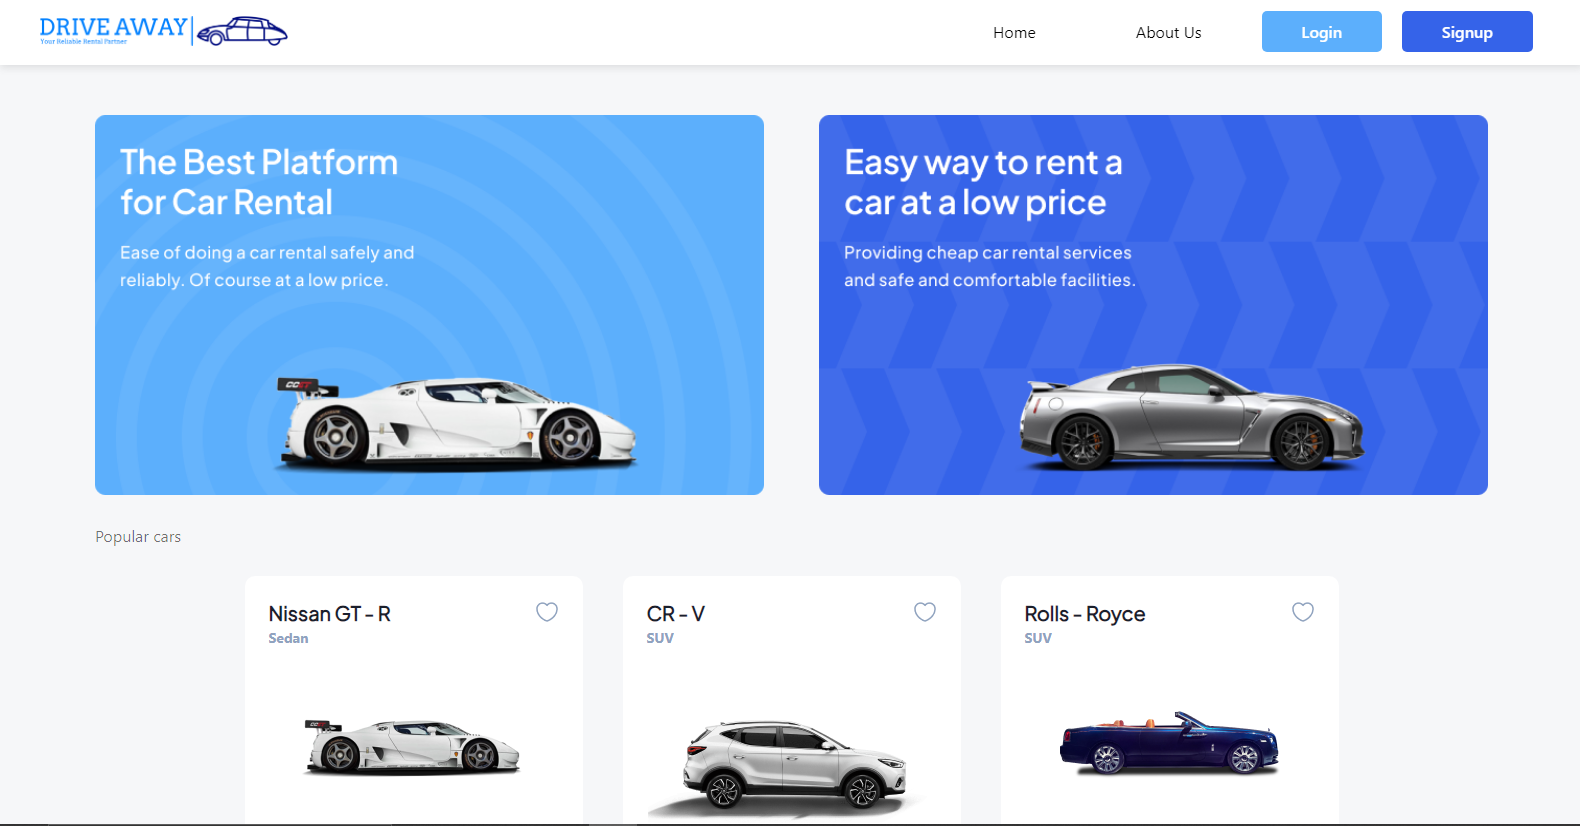 DRIVE AWAY
Your Reliable Rental Partner
Home
About Us
Login
Signup
The Best Platform
for Car Rental
Ease of doing a car rental safely and
reliably. Of course at a low price.
Easy way to rent a
car at a low price
Providing cheap car rental services
and safe and comfortable facilities.
Popular cars
Nissan GT - R
Sedan
CR - V
SUV
Rolls - Royce
SUV